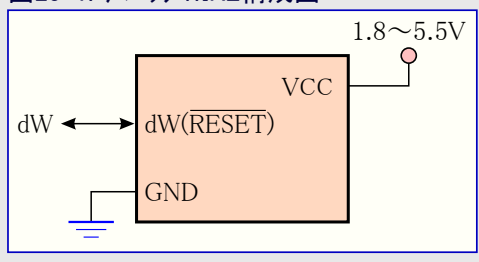 1.8～5.5V
VCC
dW
dW(RESET)
GND